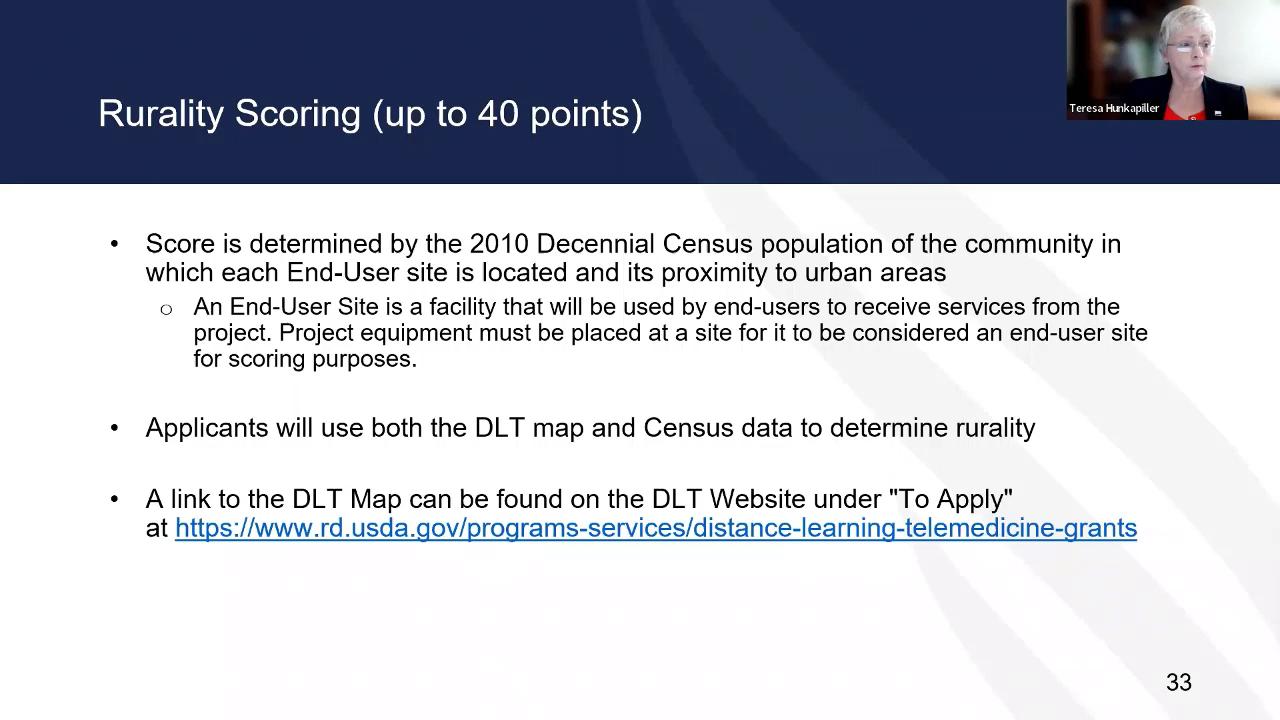 Teresa Hunkapiller
Rurality Scoring (up to 40 points)
• Score is determined by the 2010 Decennial Census population of the community in
which each End-User site is located and its proximity to urban areas
o An End-User Site is a facility that will be used by end-users to receive services from the
project. Project equipment must be placed at a site for it to be considered an end-user site
for scoring purposes.
• Applicants will use both the DLT map and Census data to determine rurality
• A link to the DLT Map can be found on the DLT Website under "To Apply"
at https://www.rd.usda.gov/programs-services/distance-learning-telemedicine-grants
33